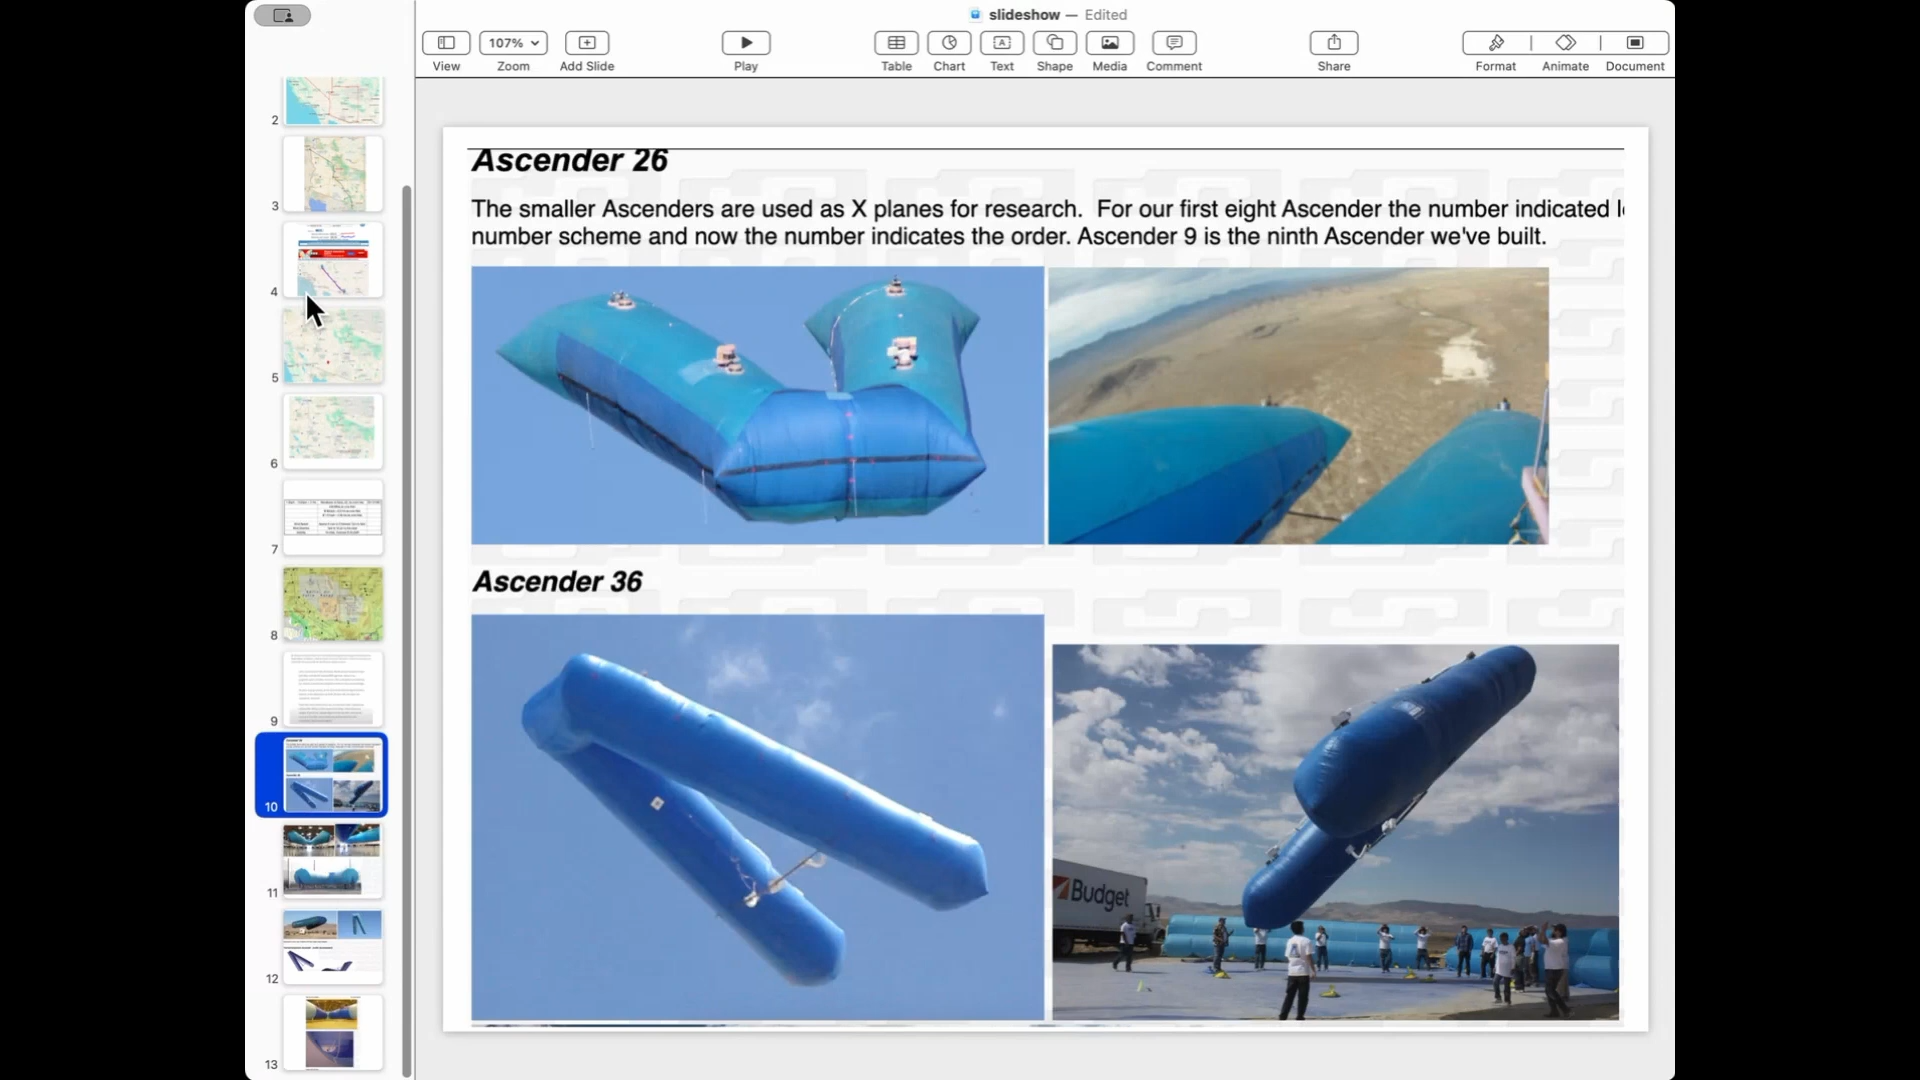 slideshow — Edited
107%
View
Zoom
Add Slide
Play
Table
Chart
Text
Shape
Media
Comment
Share
Format
Animate
Document
2
3
4
5
6
7
8
9
10
11
12
13
Ascender 26
The smaller Ascenders are used as X planes for research. For our first eight Ascender the number indicated
number scheme and now the number indicates the order. Ascender 9 is the ninth Ascender we've built.
Ascender 36
Budget